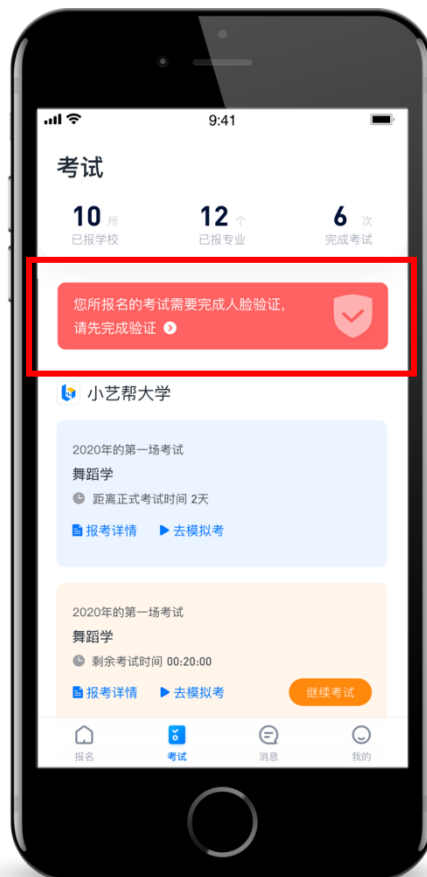 9:41
考试
10 所 12 个 6 次
已报学校 已报专业 完成考试
您所报名的考试需要完成人脸验证,
请先完成验证
小艺帮大学
2020年的第一场考试
舞蹈学
距离正式考试时间 2天
报考详情 去模拟考
2020年的第一场考试
舞蹈学
剩余考试时间 00:20:00
报考详情 去模拟考 继续考试
报名 考试 消息 我的